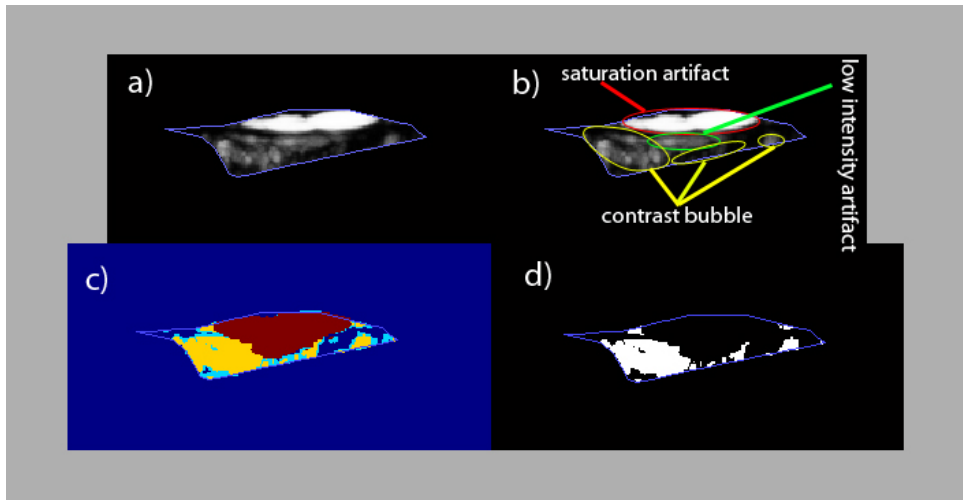 a)
b)
saturation artifact
low intensity artifact
contrast bubble
c)
d)